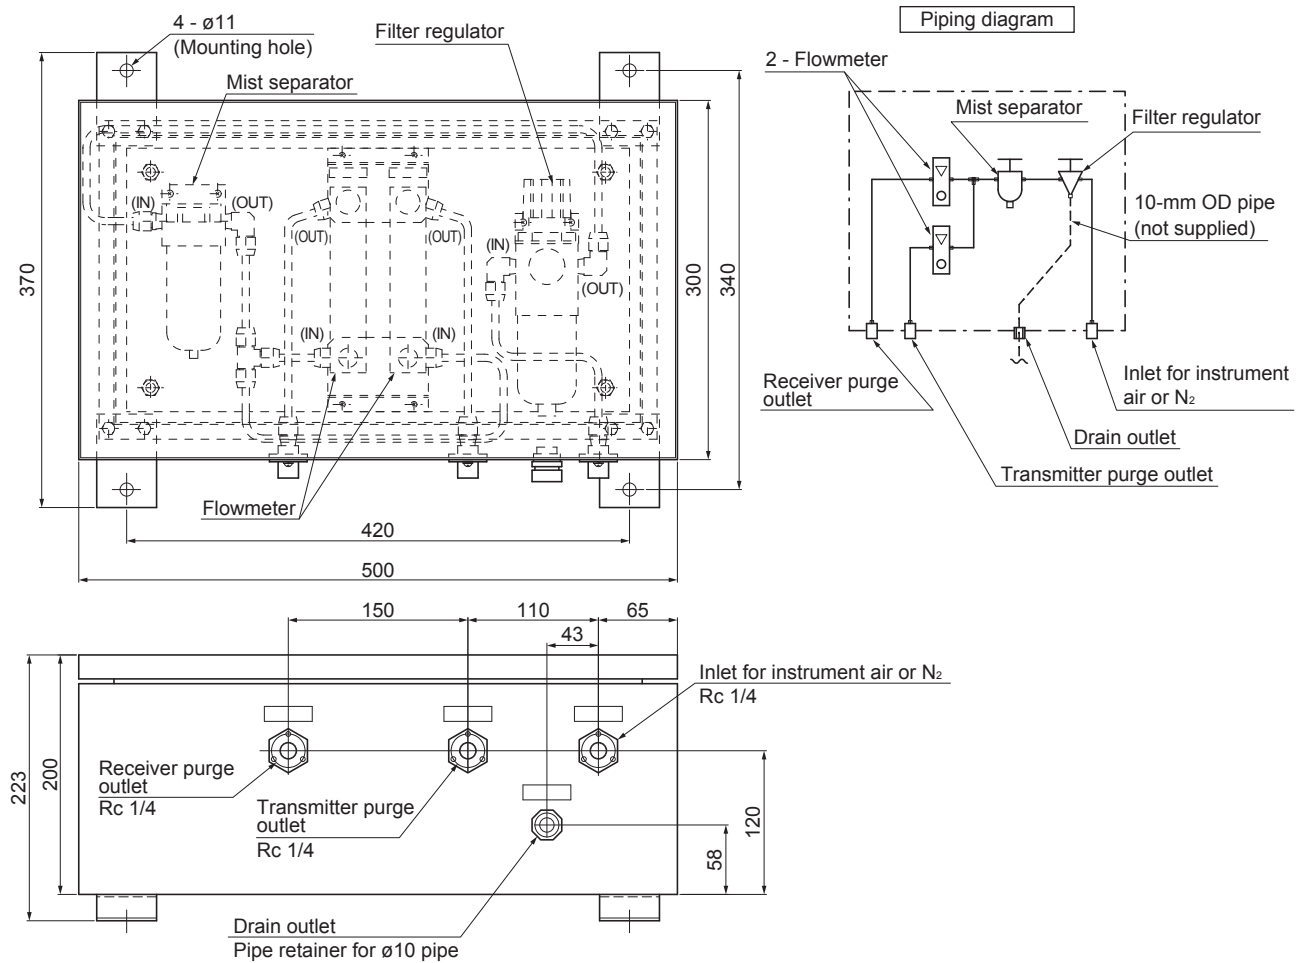 4 - ø11
(Mounting hole)
Filter regulator
Mist separator
(IN)
(OUT)
(OUT)
(OUT)
(IN)
(OUT)
(IN)
(IN)
370
300
340
Flowmeter
420
500
Piping diagram
2 - Flowmeter
Mist separator
Filter regulator
10-mm OD pipe
(not supplied)
Receiver purge
outlet
Inlet for instrument
air or N₂
Drain outlet
Transmitter purge outlet
150
110
65
43
Inlet for instrument air or N₂
Rc 1/4
Receiver purge
outlet
Rc 1/4
Transmitter purge
outlet
Rc 1/4
223
200
120
58
Drain outlet
Pipe retainer for ø10 pipe